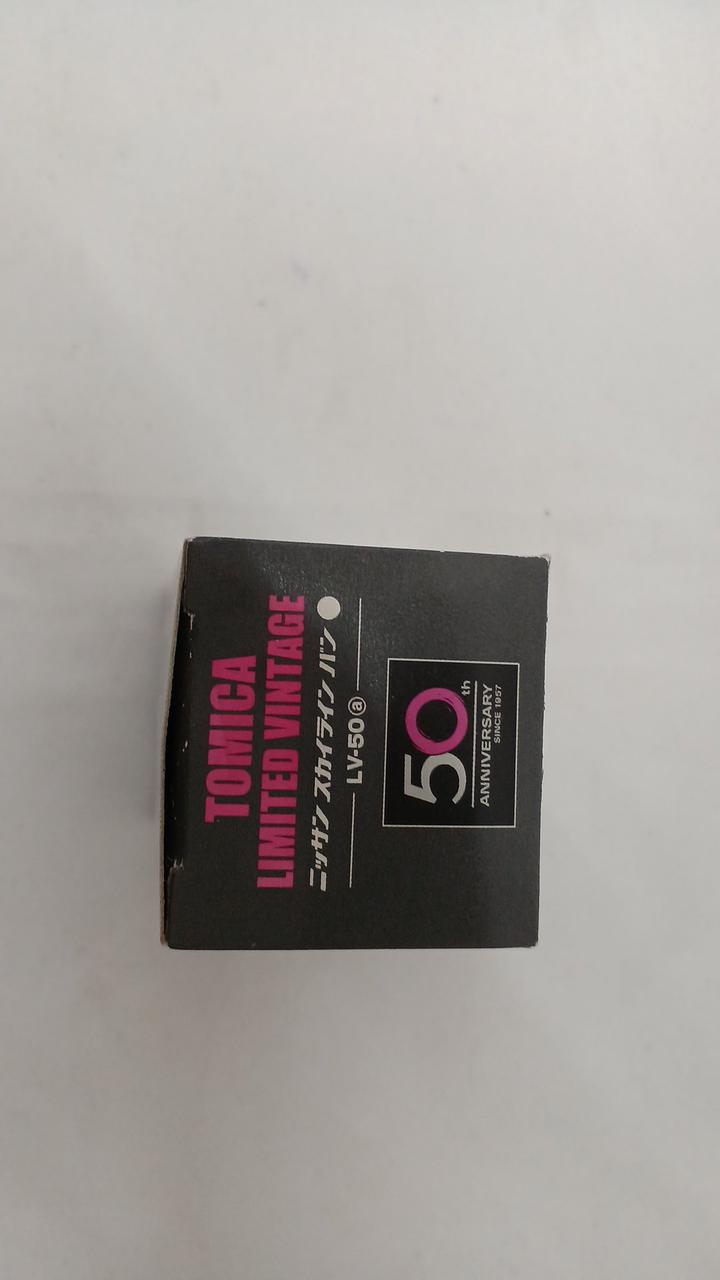 TOMICA
LIMITED VINTAGE
ニッサン スカイライン バン
LV-50ⓐ
50th
ANNIVERSARY
SINCE 1957